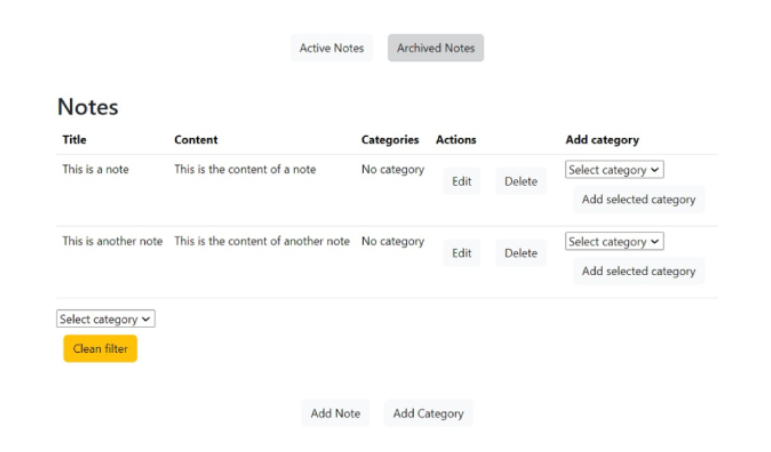 Active Notes Archived Notes
Notes
Title Content Categories Actions Add category
This is a note This is the content of a note No category Edit Delete Select category
Add selected category
This is another note This is the content of another note No category Edit Delete Select category
Add selected category
Select category
Clean filter
Add Note Add Category